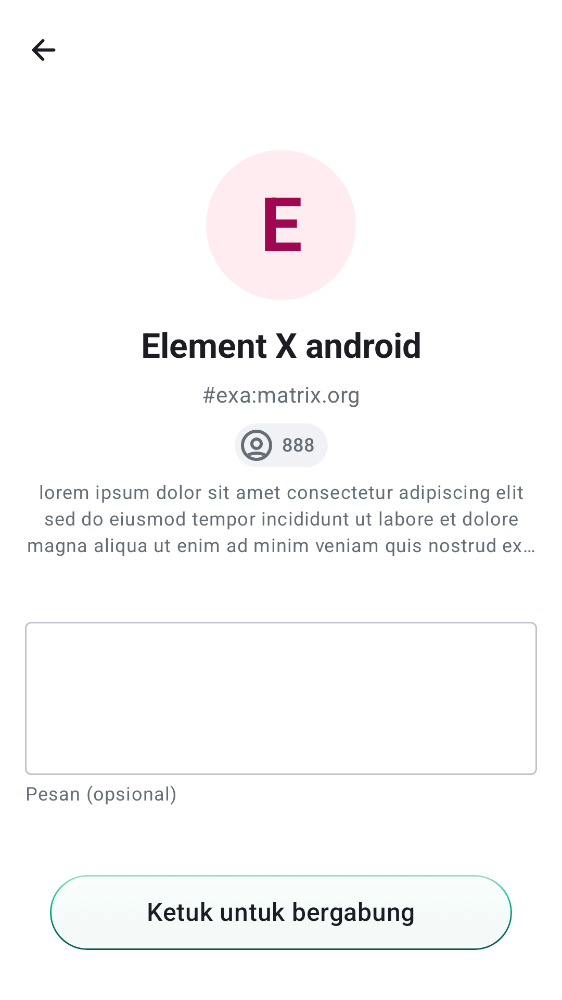 E
Element X android
#exa:matrix.org
888
lorem ipsum dolor sit amet consectetur adipiscing elit
sed do eiusmod tempor incididunt ut labore et dolore
magna aliqua ut enim ad minim veniam quis nostrud ex…
Pesan (opsional)
Ketuk untuk bergabung